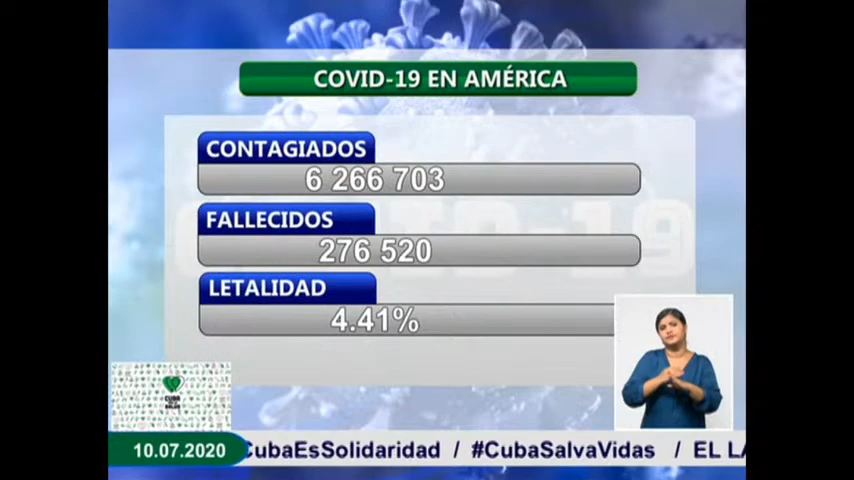 COVID-19 EN AMÉRICA
CONTAGIADOS
6 266 703
FALLECIDOS
276 520
LETALIDAD
4.41%
CUBA
10.07.2020
CubaEsSolidaridad / #CubaSalvaVidas / EL LA